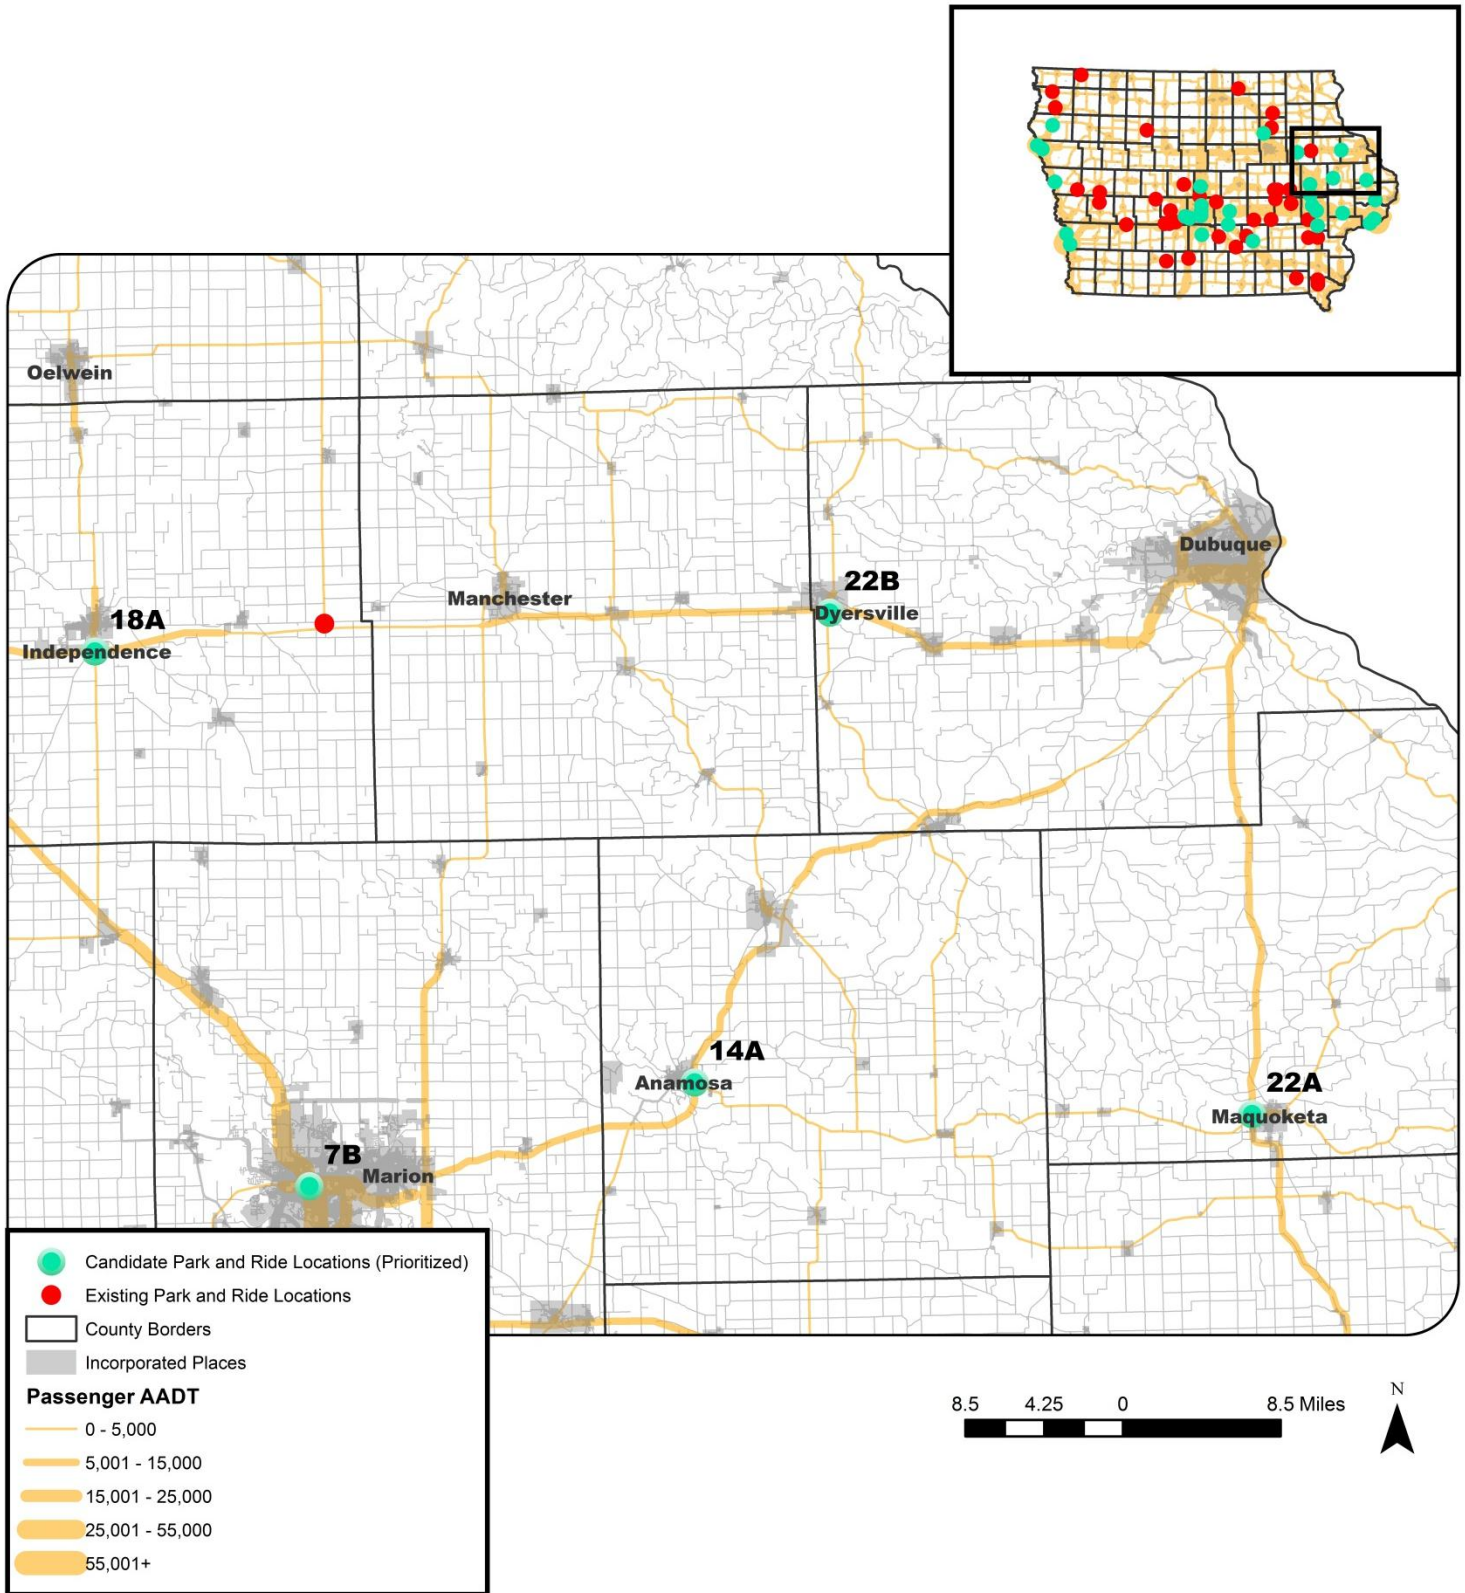 Oelwein
Dubuque
22B
Manchester
Dyersville
18A
Independence
14A
Anamosa
22A
Maquoketa
7B
Marion
Candidate Park and Ride Locations (Prioritized)
Existing Park and Ride Locations
County Borders
Incorporated Places
Passenger AADT
0 - 5,000
5,001 - 15,000
15,001 - 25,000
25,001 - 55,000
55,001+
8.5 4.25 0 8.5 Miles
N